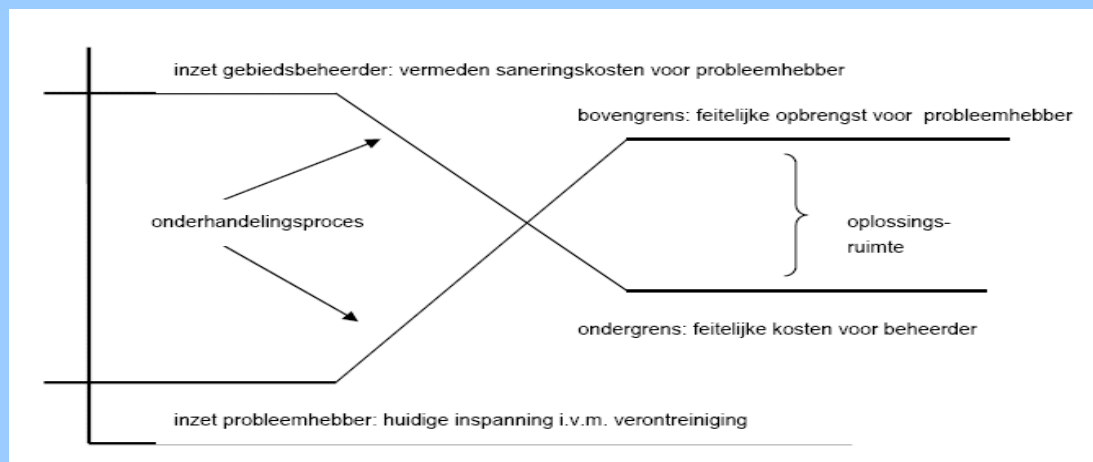 inzet gebiedsbeheerder: vermeden saneringskosten voor probleemhebber
bovengrens: feitelijke opbrengst voor probleemhebber
onderhandelingsproces
oplossings-
ruimte
ondergrens: feitelijke kosten voor beheerder
inzet probleemhebber: huidige inspanning i.v.m. verontreiniging